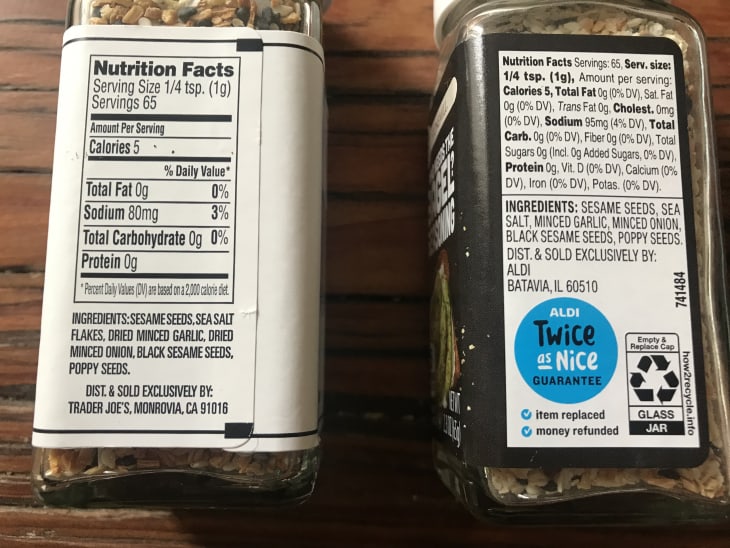 Nutrition Facts
Serving Size 1/4 tsp. (1g)
Servings 65
Amount Per Serving
Calories 5
% Daily Value*
Total Fat 0g 0%
Sodium 80mg 3%
Total Carbohydrate 0g 0%
Protein 0g
* Percent Daily Values (DV) are based on a 2,000 calorie diet.
INGREDIENTS: SESAME SEEDS, SEA SALT
FLAKES, DRIED MINCED GARLIC, DRIED
MINCED ONION, BLACK SESAME SEEDS,
POPPY SEEDS.
DIST. & SOLD EXCLUSIVELY BY:
TRADER JOE'S, MONROVIA, CA 91016
Nutrition Facts Servings: 65, Serv. size:
1/4 tsp. (1g), Amount per serving:
Calories 5, Total Fat 0g (0% DV), Sat. Fat
0g (0% DV), Trans Fat 0g, Cholest. 0mg
(0% DV), Sodium 95mg (4% DV), Total
Carb. 0g (0% DV), Fiber 0g (0% DV), Total
Sugars 0g (Incl. 0g Added Sugars, 0% DV),
Protein 0g, Vit. D (0% DV), Calcium (0%
DV), Iron (0% DV), Potas. (0% DV).
INGREDIENTS: SESAME SEEDS, SEA
SALT, MINCED GARLIC, MINCED ONION,
BLACK SESAME SEEDS, POPPY SEEDS.
DIST. & SOLD EXCLUSIVELY BY:
ALDI
BATAVIA, IL 60510
741484
ALDI
Twice
as Nice
GUARANTEE
item replaced
money refunded
Empty &
Replace Cap
GLASS
JAR
how2recycle.info